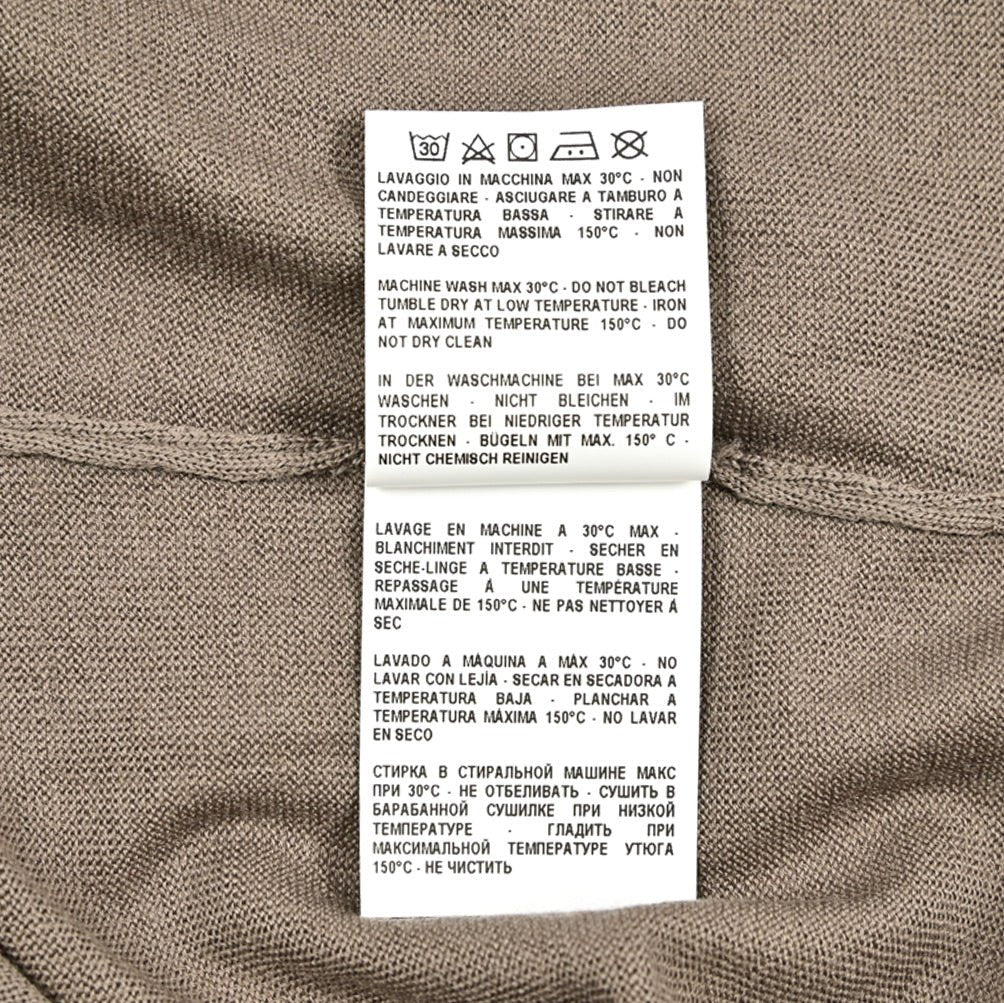 30
LAVAGGIO IN MACCHINA MAX 30°C - NON
CANDEGGIARE - ASCIUGARE A TAMBURO A
TEMPERATURA BASSA - STIRARE A
TEMPERATURA MASSIMA 150°C - NON
LAVARE A SECCO
MACHINE WASH MAX 30°C - DO NOT BLEACH
TUMBLE DRY AT LOW TEMPERATURE - IRON
AT MAXIMUM TEMPERATURE 150°C - DO
NOT DRY CLEAN
IN DER WASCHMACHINE BEI MAX 30°C
WASCHEN - NICHT BLEICHEN - IM
TROCKNER BEI NIEDRIGER TEMPERATUR
TROCKNEN - BÜGELN MIT MAX. 150° C -
NICHT CHEMISCH REINIGEN
LAVAGE EN MACHINE A 30°C MAX -
BLANCHIMENT INTERDIT - SECHER EN
SECHE-LINGE A TEMPERATURE BASSE -
REPASSAGE Á UNE TEMPÉRATURE
MAXIMALE DE 150°C - NE PAS NETTOYER Á
SEC
LAVADO A MÁQUINA A MÁX 30°C - NO
LAVAR CON LEJÍA - SECAR EN SECADORA A
TEMPERATURA BAJA - PLANCHAR A
TEMPERATURA MÁXIMA 150°C - NO LAVAR
EN SECO
СТИРКА В СТИРАЛЬНОЙ МАШИНЕ МАКС
ПРИ 30°C - НЕ ОТБЕЛИВАТЬ - СУШИТЬ В
БАРАБАННОЙ СУШИЛКЕ ПРИ НИЗКОЙ
ТЕМПЕРАТУРЕ - ГЛАДИТЬ ПРИ
МАКСИМАЛЬНОЙ ТЕМПЕРАТУРЕ УТЮГА
150°C - НЕ ЧИСТИТЬ